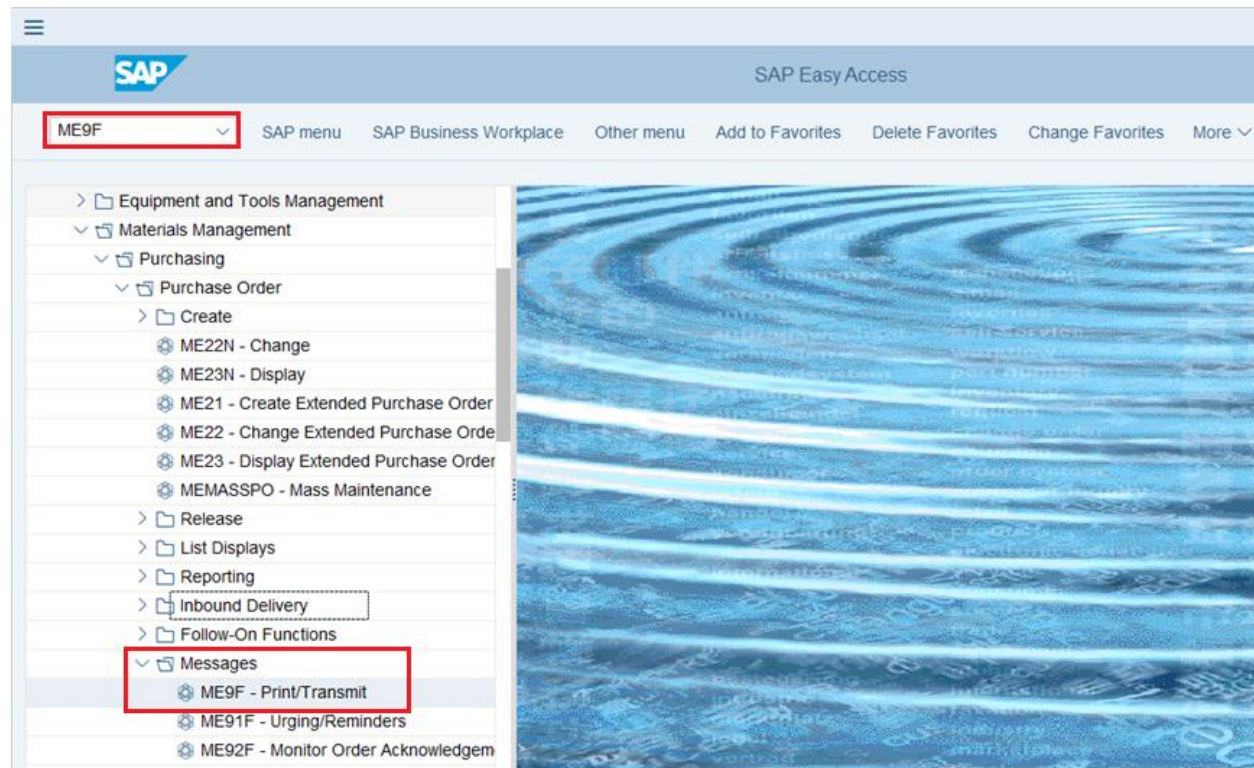 SAP
SAP Easy Access
ME9F SAP menu SAP Business Workplace Other menu Add to Favorites Delete Favorites Change Favorites More
Equipment and Tools Management
Materials Management
Purchasing
Purchase Order
Create
ME22N - Change
ME23N - Display
ME21 - Create Extended Purchase Order
ME22 - Change Extended Purchase Orde
ME23 - Display Extended Purchase Order
MEMASSPO - Mass Maintenance
Release
List Displays
Reporting
Inbound Delivery
Follow-On Functions
Messages
ME9F - Print/Transmit
ME91F - Urging/Reminders
ME92F - Monitor Order Acknowledgem